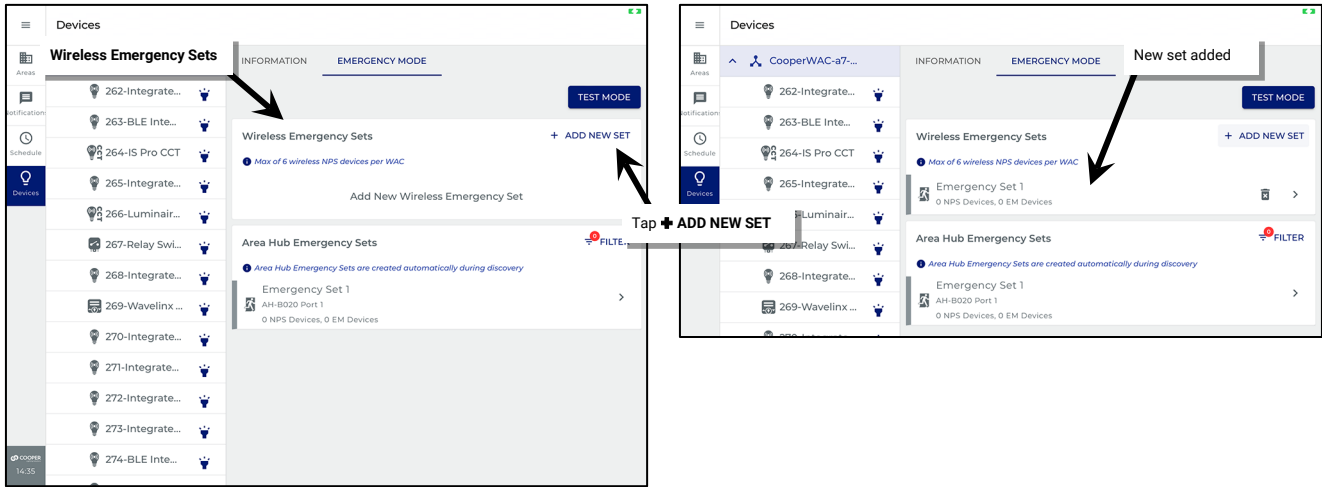 Devices
Wireless Emergency Sets
INFORMATION
EMERGENCY MODE
Areas
262-Integrate...
TEST MODE
Notifications
263-BLE Inte...
Wireless Emergency Sets
+ ADD NEW SET
Schedule
264-IS Pro CCT
Max of 6 wireless NPS devices per WAC
Devices
265-Integrate...
Add New Wireless Emergency Set
266-Luminair...
Tap + ADD NEW SET
267-Relay Swi...
Area Hub Emergency Sets
0
FILTER
268-Integrate...
Area Hub Emergency Sets are created automatically during discovery
Emergency Set 1
269-Wavelinx ...
AH-B020 Port 1
0 NPS Devices, 0 EM Devices
270-Integrate...
271-Integrate...
272-Integrate...
273-Integrate...
COOPER
14:35
274-BLE Inte...
Devices
CooperWAC-a7-...
INFORMATION
EMERGENCY MODE
New set added
Areas
262-Integrate...
TEST MODE
Notifications
263-BLE Inte...
Wireless Emergency Sets
+ ADD NEW SET
Schedule
264-IS Pro CCT
Max of 6 wireless NPS devices per WAC
Devices
265-Integrate...
Emergency Set 1
0 NPS Devices, 0 EM Devices
-Luminair...
Area Hub Emergency Sets
0
FILTER
267-Relay Swi...
Area Hub Emergency Sets are created automatically during discovery
268-Integrate...
Emergency Set 1
AH-B020 Port 1
269-Wavelinx ...
0 NPS Devices, 0 EM Devices